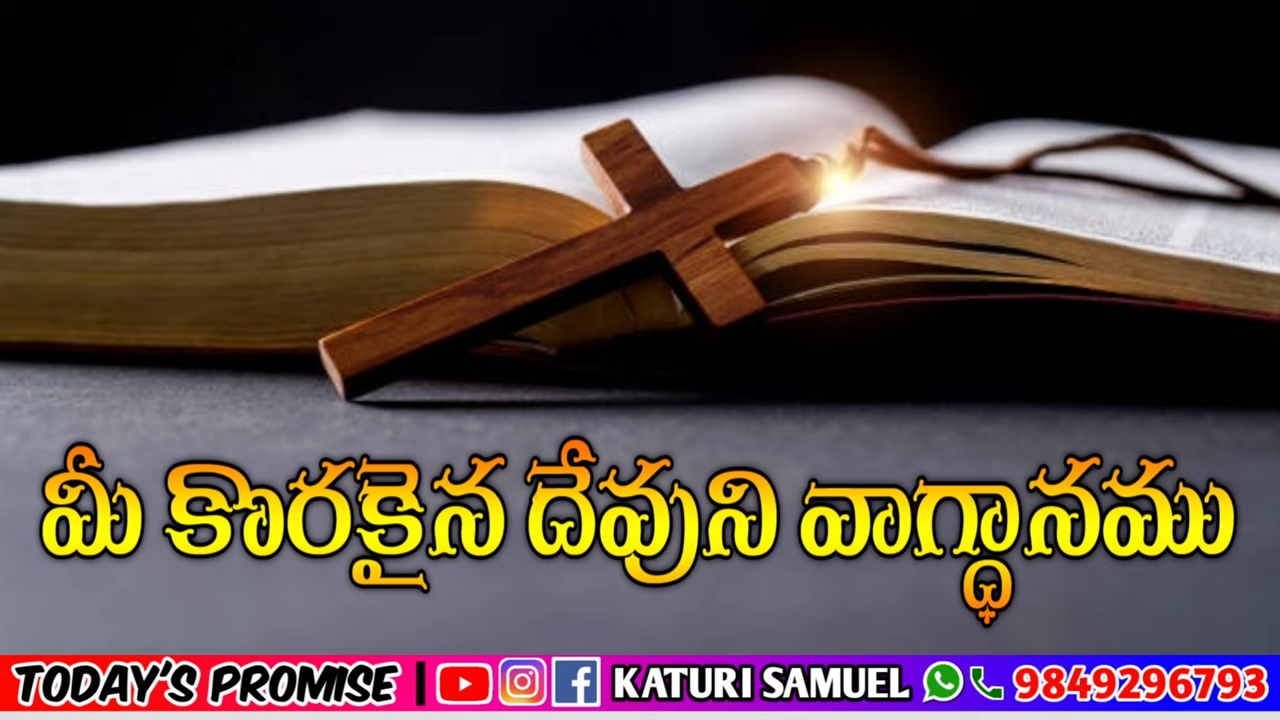 మీ కొరకైన దేవుని వాగ్ధానము
TODAY'S PROMISE | KATURI SAMUEL 9849296793